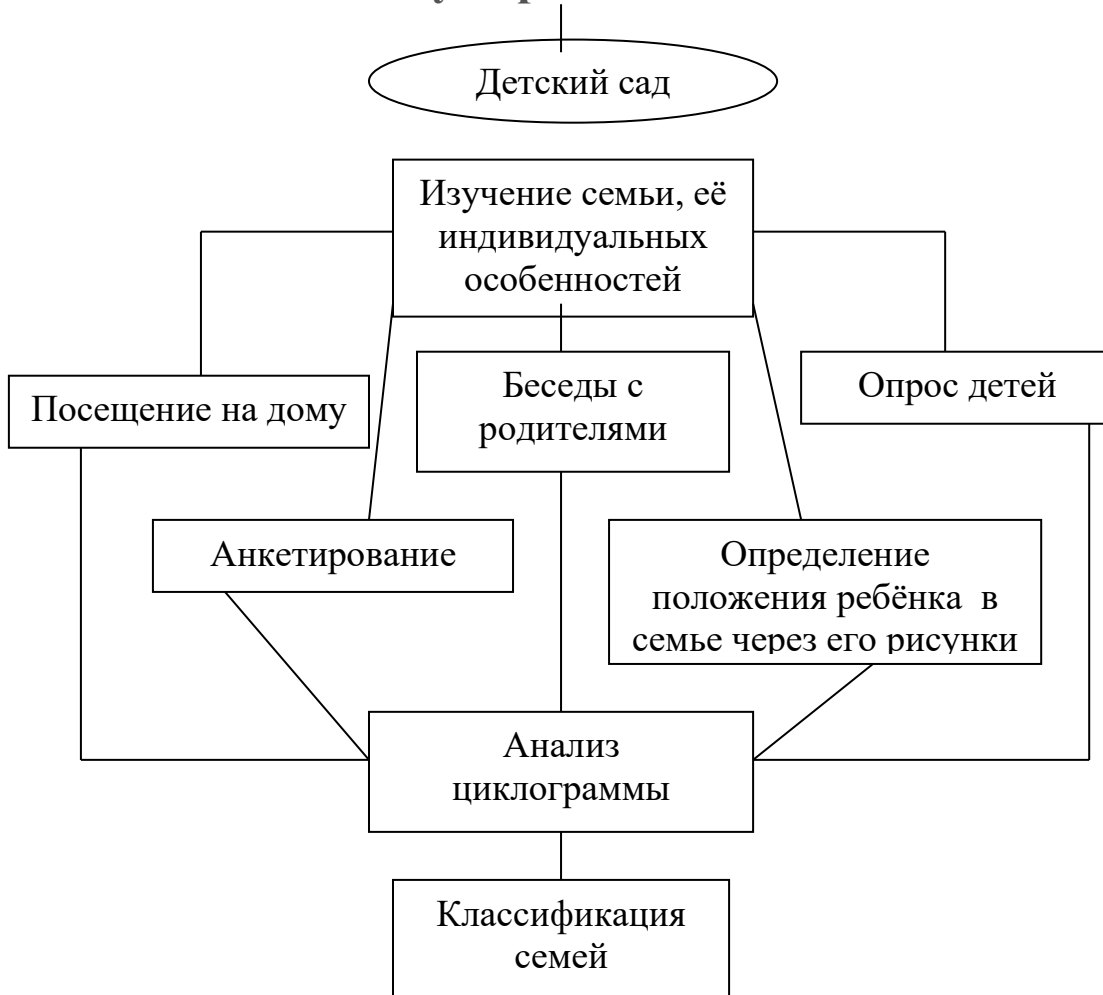 Детский сад
Изучение семьи, её
индивидуальных
особенностей
Посещение на дому
Беседы с
родителями
Опрос детей
Анкетирование
Определение
положения ребёнка в
семье через его рисунки
Анализ
циклограммы
Классификация
семей